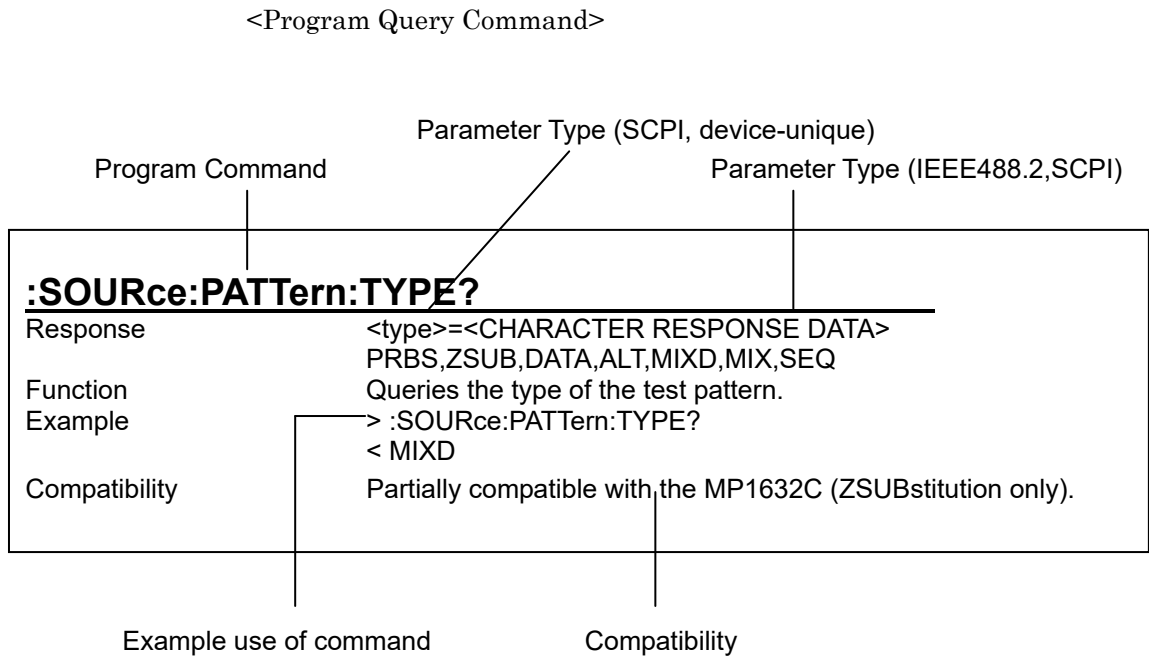 <Program Query Command>
Parameter Type (SCPI, device-unique)
Program Command
Parameter Type (IEEE488.2,SCPI)
:SOURce:PATTern:TYPE?
Response <type>=<CHARACTER RESPONSE DATA>
PRBS,ZSUB,DATA,ALT,MIXD,MIX,SEQ
Function Queries the type of the test pattern.
Example > :SOURce:PATTern:TYPE?
< MIXD
Compatibility Partially compatible with the MP1632C (ZSUBstitution only).
Example use of command
Compatibility